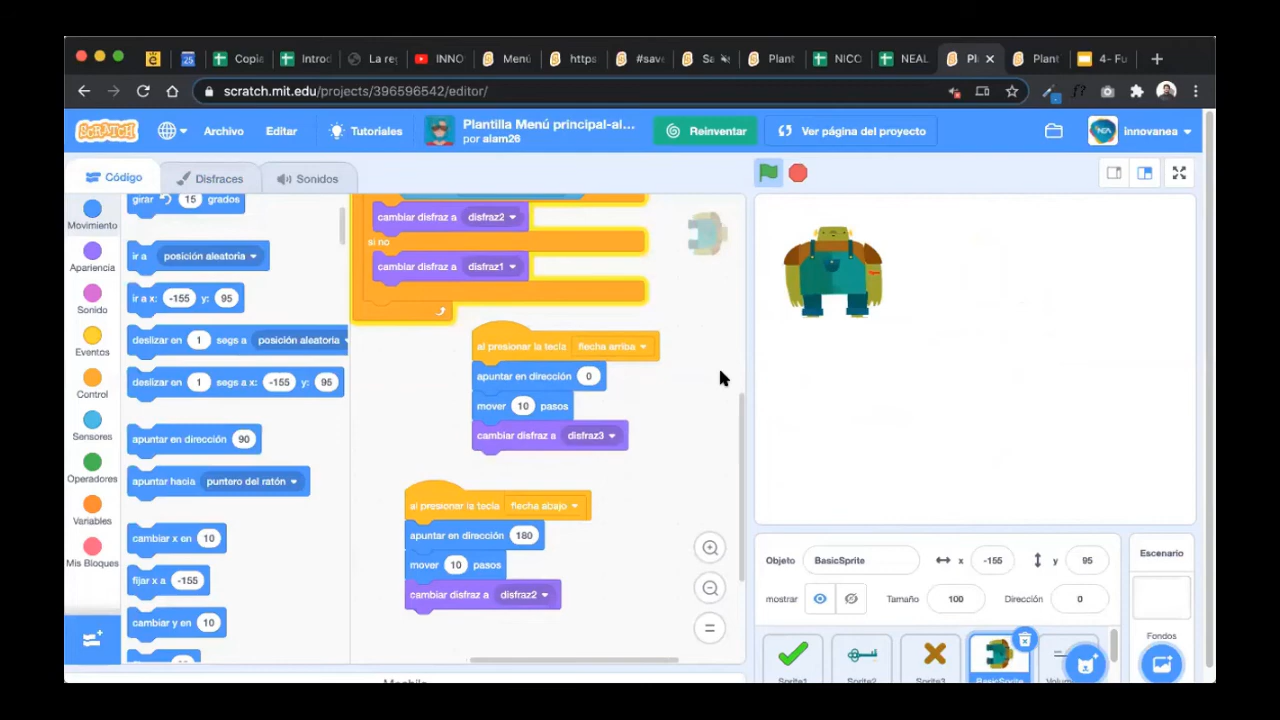 Copia
Introd
La re
INNO
Menú
https
#save
Sa
Plant
NICO
NEAL
Pl
Plant
4- Fu
scratch.mit.edu/projects/396596542/editor/
SCRATCH
Archivo
Editar
Tutoriales
Plantilla Menú principal-al...
por alam26
Reinventar
Ver página del proyecto
innovanea
Código
Disfraces
Sonidos
Movimiento
Apariencia
Sonido
Eventos
Control
Sensores
Operadores
Variables
Mis Bloques
girar 15 grados
ir a posición aleatoria
ir a x: -155 y: 95
deslizar en 1 segs a posición aleatoria
deslizar en 1 segs a x: -155 y: 95
apuntar en dirección 90
apuntar hacia puntero del ratón
cambiar x en 10
fijar x a -155
cambiar y en 10
cambiar disfraz a disfraz2
si no
cambiar disfraz a disfraz1
al presionar la tecla flecha arriba
apuntar en dirección 0
mover 10 pasos
cambiar disfraz a disfraz3
al presionar la tecla flecha abajo
apuntar en dirección 180
mover 10 pasos
cambiar disfraz a disfraz2
Objeto BasicSprite x -155 y 95
mostrar Tamaño 100 Dirección 0
Sprite1
Sprite2
Sprite3
BasicSprite
Escenario
Fondos